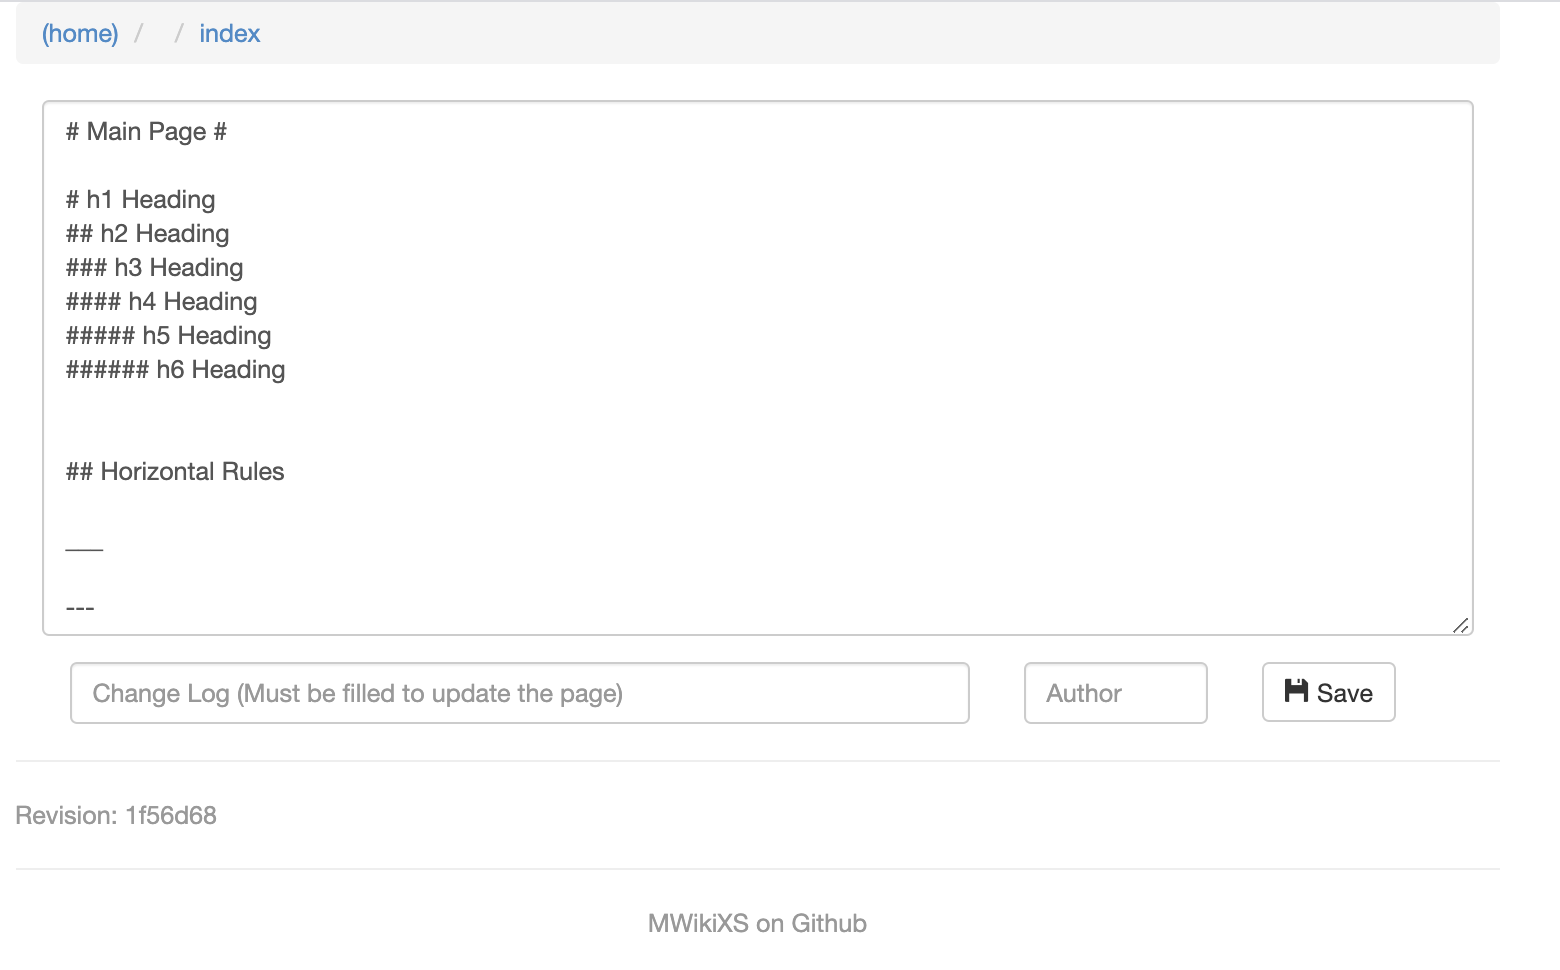 (home) / / index
# Main Page #
# h1 Heading
## h2 Heading
### h3 Heading
#### h4 Heading
##### h5 Heading
###### h6 Heading
## Horizontal Rules
___
---
Change Log (Must be filled to update the page)
Author
Save
Revision: 1f56d68
MWikiXS on Github